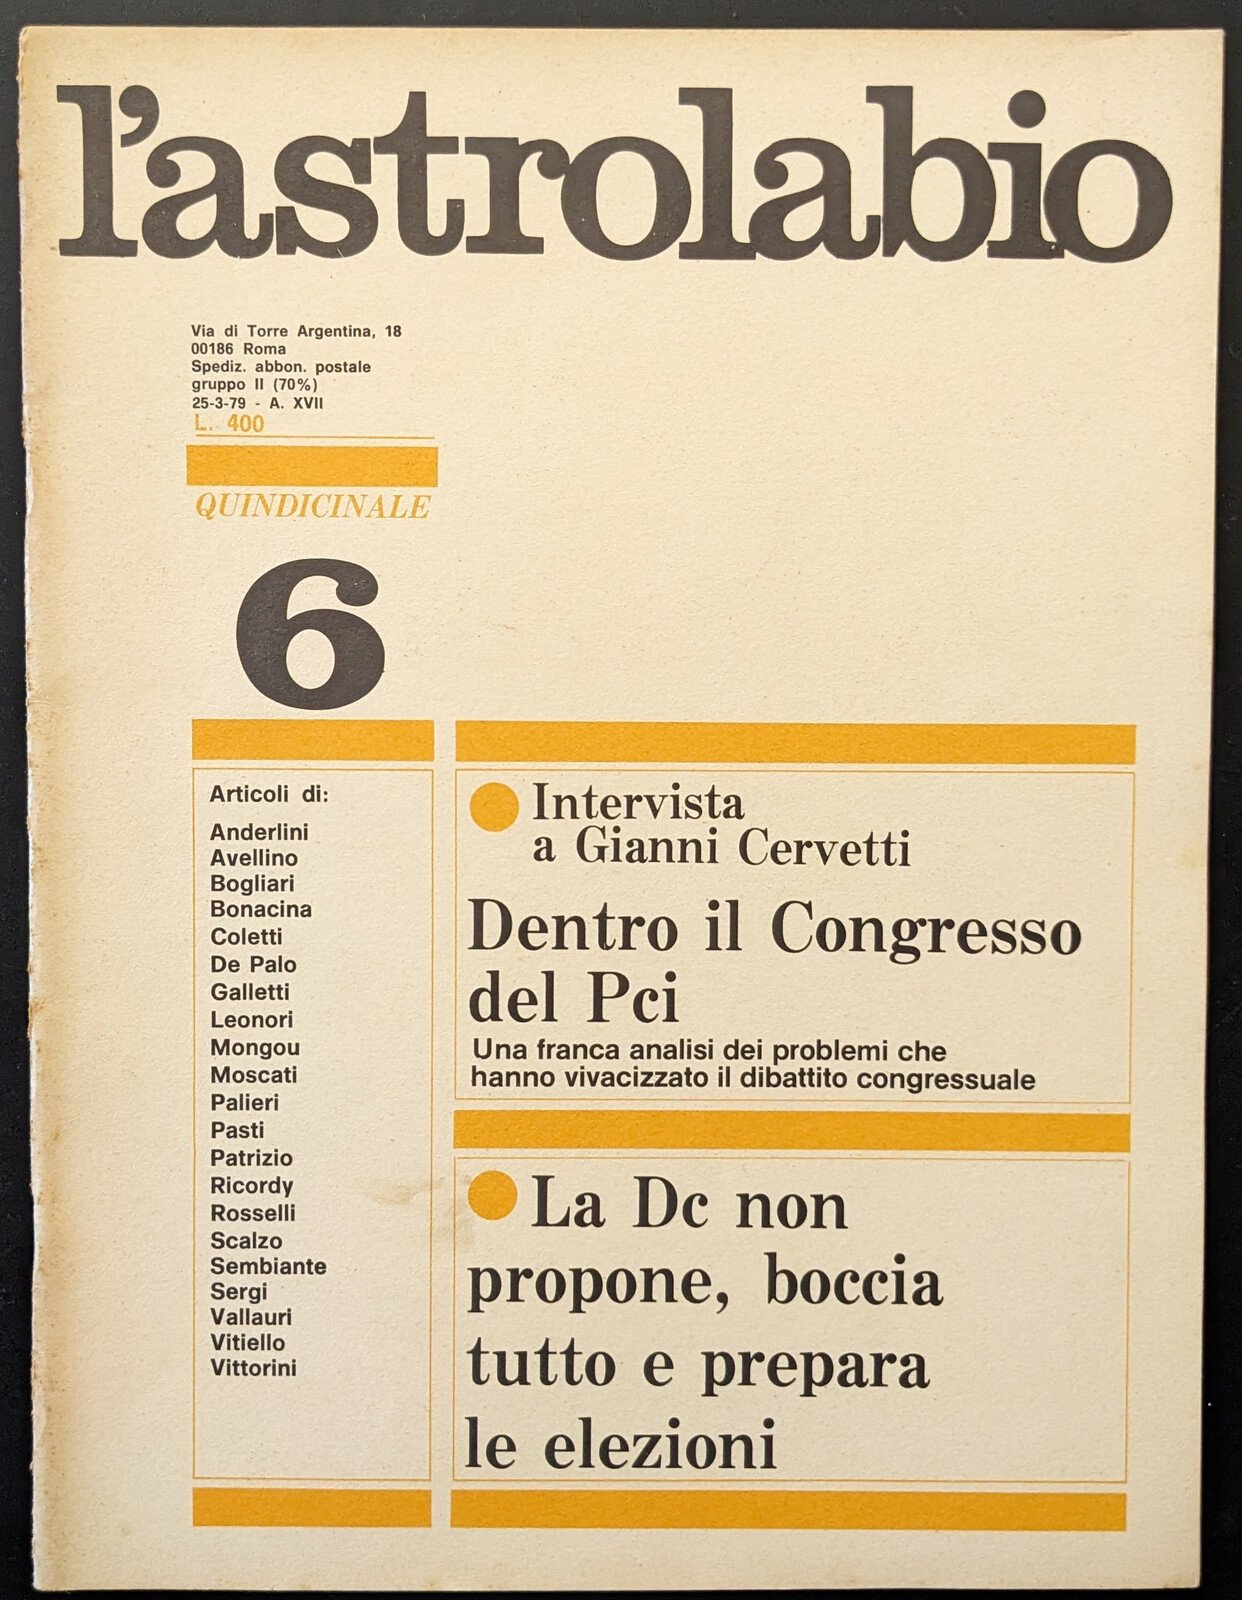 l'astrolabio
Via di Torre Argentina, 18
00186 Roma
Spediz. abbon. postale
gruppo II (70%)
25-3-79 - A. XVII
L. 400
QUINDICINALE
6
Articoli di:
Anderlini
Avellino
Bogliari
Bonacina
Coletti
De Palo
Galletti
Leonori
Mongou
Moscati
Palieri
Pasti
Patrizio
Ricordy
Rosselli
Scalzo
Sembiante
Sergi
Vallauri
Vitiello
Vittorini
Intervista
a Gianni Cervetti
Dentro il Congresso
del Pci
Una franca analisi dei problemi che
hanno vivacizzato il dibattito congressuale
La Dc non
propone, boccia
tutto e prepara
le elezioni